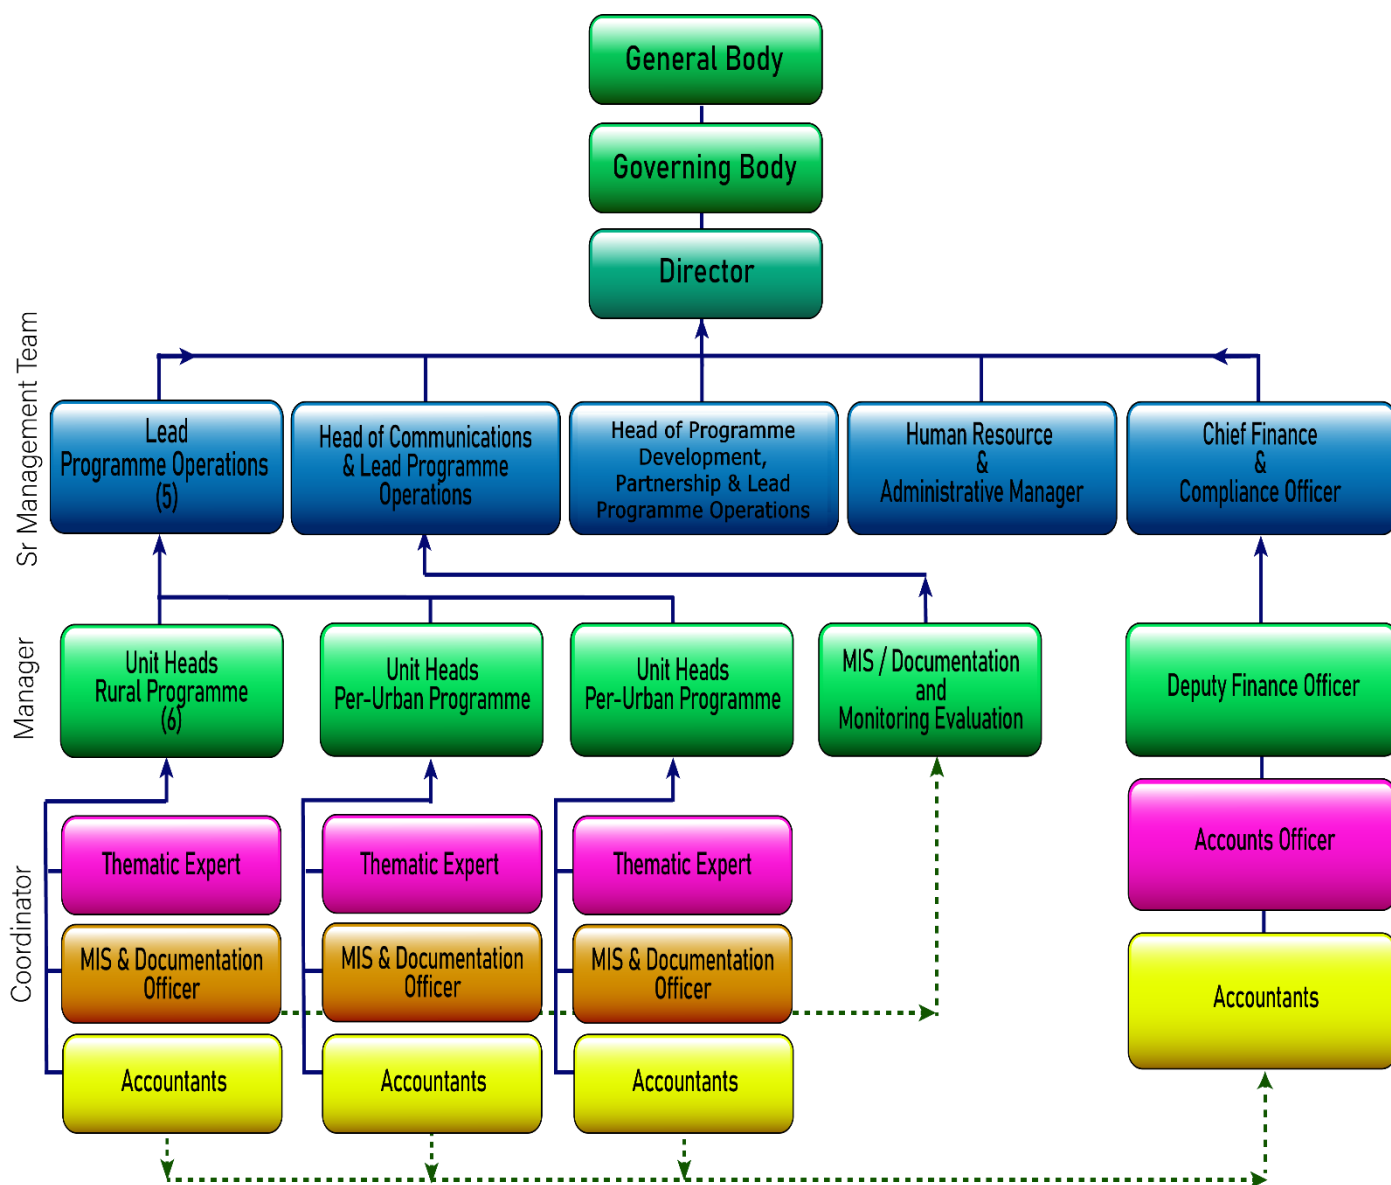 General Body
Governing Body
Director
Sr Management Team
Lead
Programme Operations
(5)
Head of Communications
& Lead Programme
Operations
Head of Programme
Development,
Partnership & Lead
Programme Operations
Human Resource
&
Administrative Manager
Chief Finance
&
Compliance Officer
Manager
Unit Heads
Rural Programme
(6)
Unit Heads
Per-Urban Programme
Unit Heads
Per-Urban Programme
MIS / Documentation
and
Monitoring Evaluation
Deputy Finance Officer
Coordinator
Thematic Expert
Thematic Expert
Thematic Expert
Accounts Officer
MIS & Documentation
Officer
MIS & Documentation
Officer
MIS & Documentation
Officer
Accountants
Accountants
Accountants
Accountants